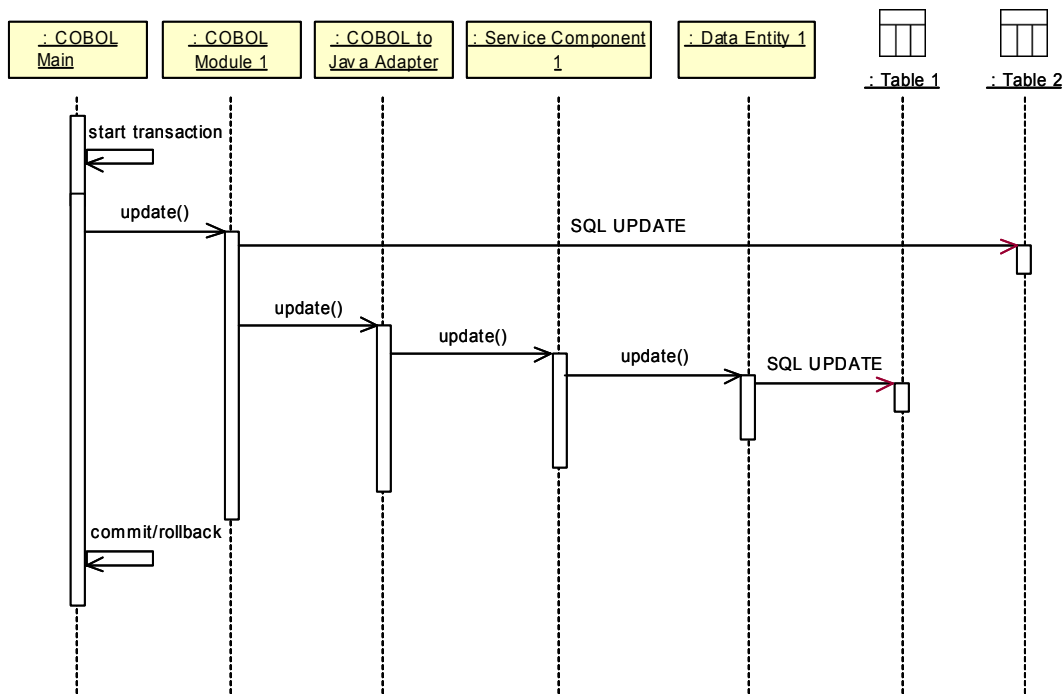 : COBOL
Main
: COBOL
Module 1
: COBOL to
Java Adapter
: Service Component
1
: Data Entity 1
: Table 1
: Table 2
start transaction
update()
SQL UPDATE
update()
update()
update()
SQL UPDATE
commit/rollback